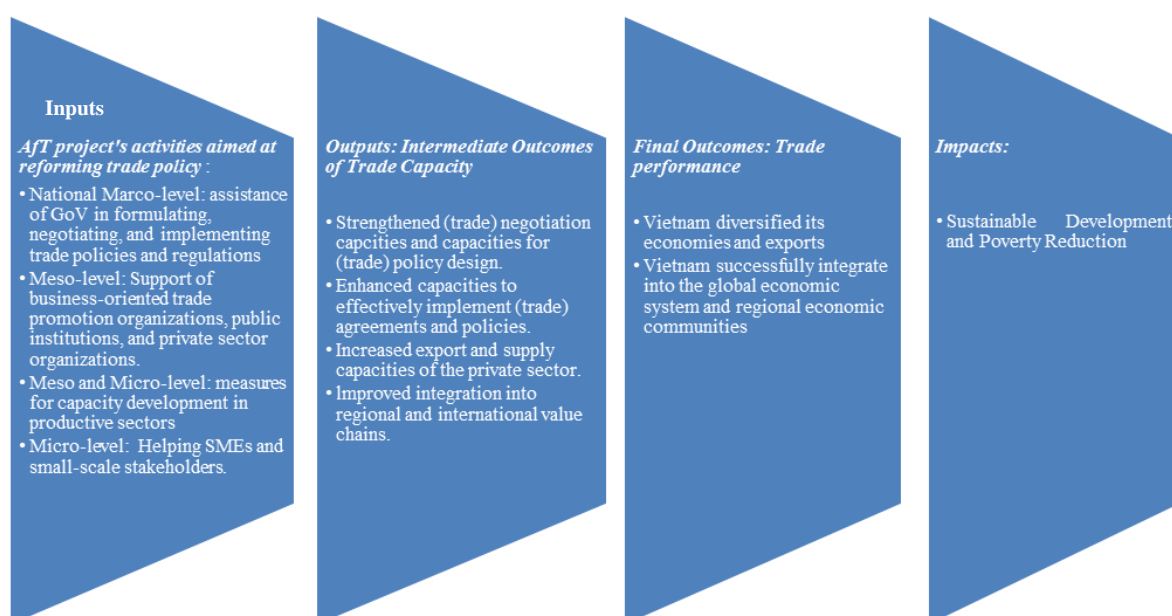 Inputs
AfT project's activities aimed at
reforming trade policy :
• National Marco-level: assistance
of GoV in formulating,
negotiating, and implementing
trade policies and regulations
• Meso-level: Support of
business-oriented trade
promotion organizations, public
institutions, and private sector
organizations.
• Meso and Micro-level: measures
for capacity development in
productive sectors
• Micro-level: Helping SMEs and
small-scale stakeholders.
Outputs: Intermediate Outcomes
of Trade Capacity
• Strengthened (trade) negotiation
capcities and capacities for
(trade) policy design.
• Enhanced capacities to
effectively implement (trade)
agreements and policies.
• Increased export and supply
capacities of the private sector.
• Improved integration into
regional and international value
chains.
Final Outcomes: Trade
performance
• Vietnam diversified its
economies and exports
• Vietnam successfully integrate
into the global economic
system and regional economic
communities
Impacts:
• Sustainable Development
and Poverty Reduction